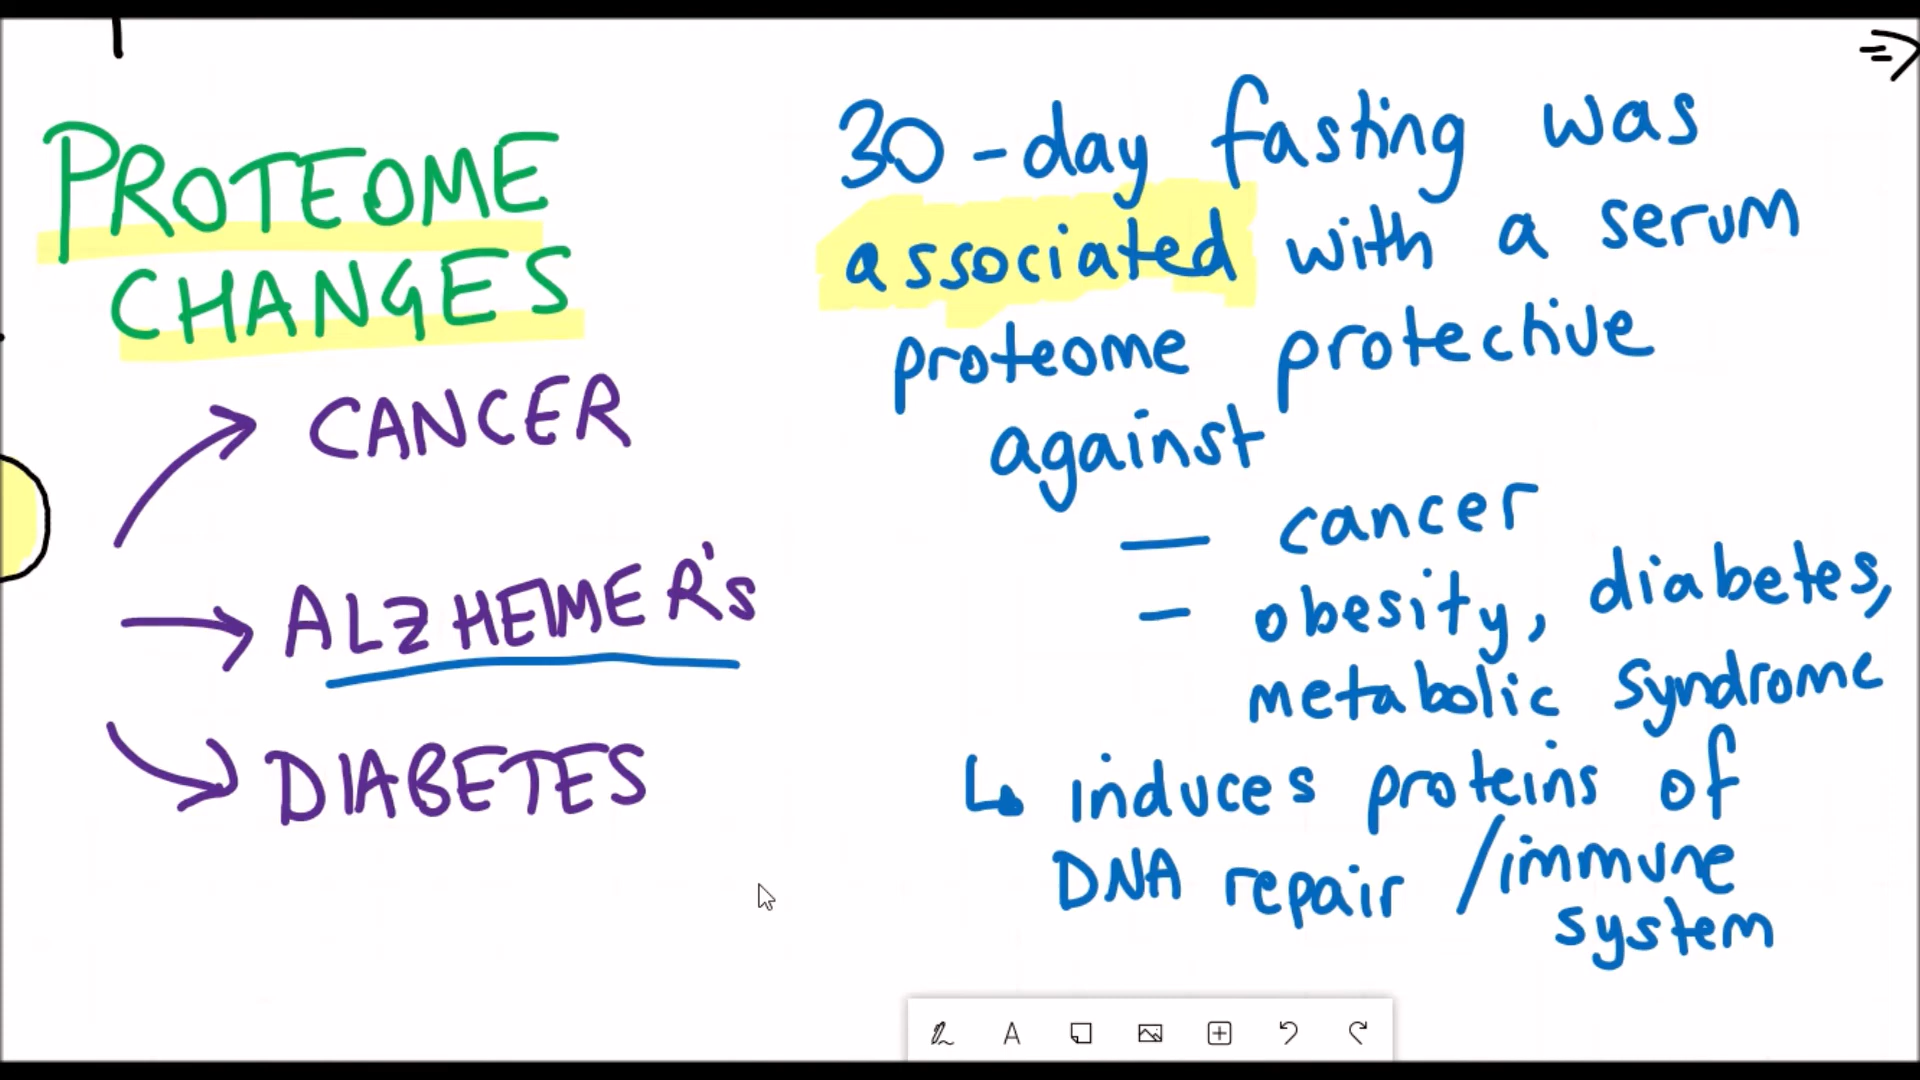 PROTEOME
CHANGES
CANCER
ALZHEIMER's
DIABETES
30-day fasting was
associated with a serum
proteome protective
against
— cancer
- obesity, diabetes,
metabolic syndrome
↳ induces proteins of
DNA repair / immune
system
A